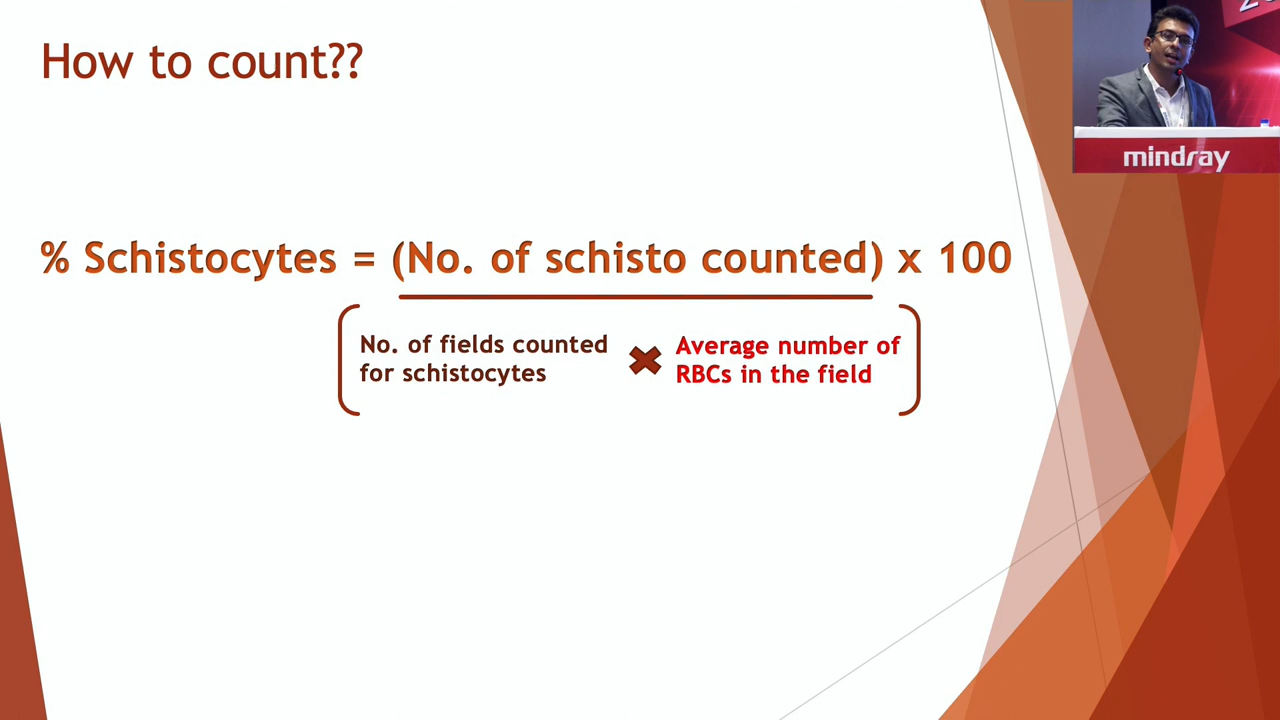 How to count??
% Schistocytes = (No. of schisto counted) x 100
No. of fields counted
for schistocytes
Average number of
RBCs in the field
mindray